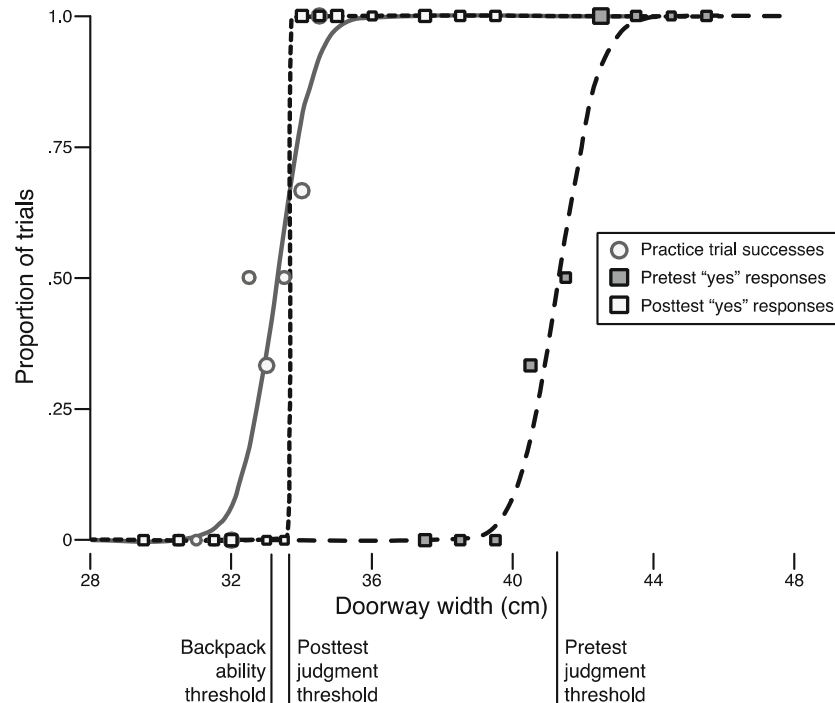 1.0
.75
.50
.25
0
Proportion of trials
28
32
36
40
44
48
Doorway width (cm)
Practice trial successes
Pretest “yes” responses
Posttest “yes” responses
Backpack
ability
threshold
Posttest
judgment
threshold
Pretest
judgment
threshold